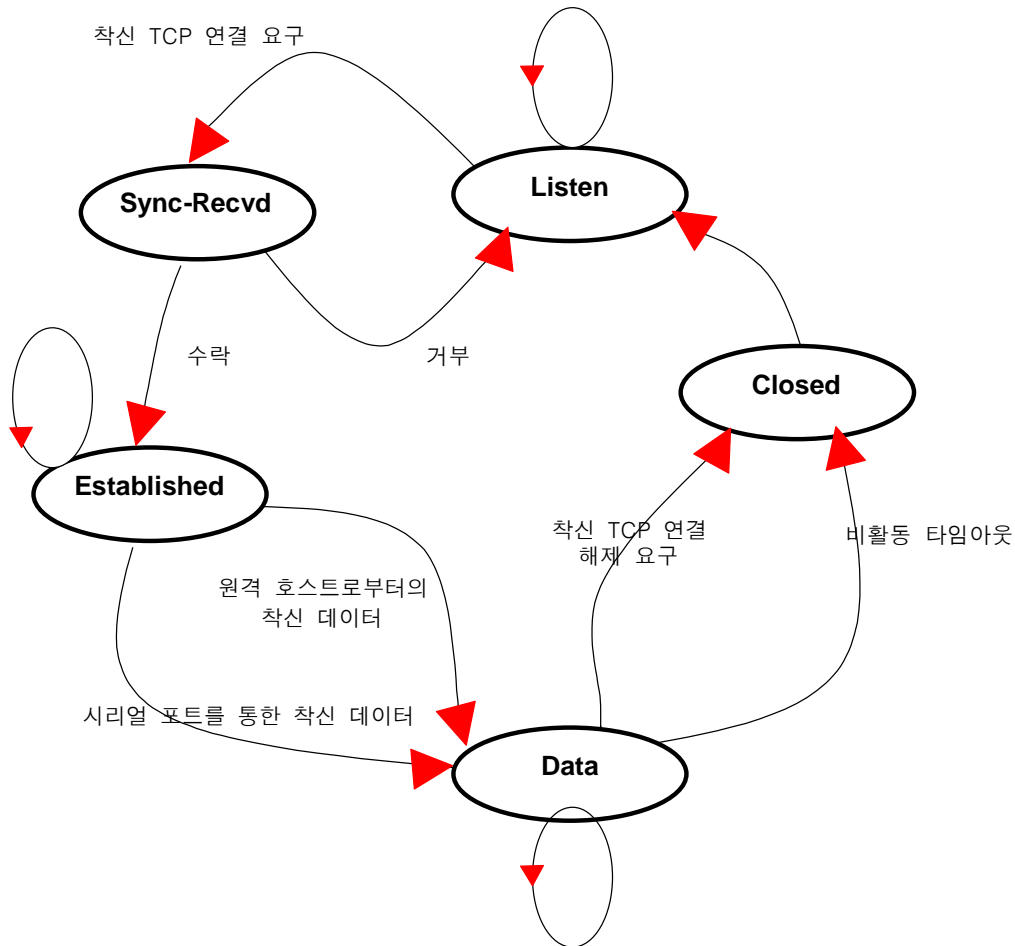 착신 TCP 연결 요구
Listen
Sync-Recvd
수락
거부
Closed
Established
착신 TCP 연결
해제 요구
비활동 타임아웃
원격 호스트로부터의
착신 데이터
시리얼 포트를 통한 착신 데이터
Data